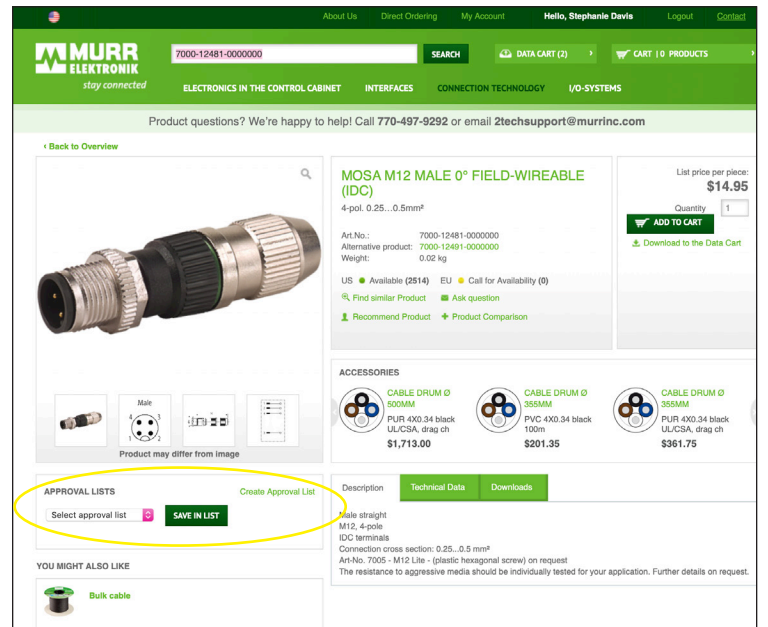 About Us Direct Ordering My Account Hello, Stephanie Davis Logout Contact
MURR
ELEKTRONIK
stay connected
7000-12481-0000000
SEARCH
DATA CART (2) ›
CART | 0 PRODUCTS ›
ELECTRONICS IN THE CONTROL CABINET INTERFACES CONNECTION TECHNOLOGY I/O-SYSTEMS
Product questions? We're happy to help! Call 770-497-9292 or email 2techsupport@murrinc.com
‹ Back to Overview
MOSA M12 MALE 0° FIELD-WIREABLE
(IDC)
4-pol. 0.25...0.5mm²
Art.No.: 7000-12481-0000000
Alternative product: 7000-12491-0000000
Weight: 0.02 kg
US Available (2514) EU Call for Availability (0)
Find similar Product Ask question
Recommend Product Product Comparison
List price per piece:
$14.95
Quantity 1
ADD TO CART
Download to the Data Cart
Male
4 3
1 2
Product may differ from image
ACCESSORIES
CABLE DRUM Ø
500MM
PUR 4X0.34 black
UL/CSA, drag ch
$1,713.00
CABLE DRUM Ø
355MM
PVC 4X0.34 black
100m
$201.35
CABLE DRUM Ø
355MM
PUR 4X0.34 black
UL/CSA, drag ch
$361.75
APPROVAL LISTS Create Approval List
Select approval list SAVE IN LIST
Description Technical Data Downloads
Male straight
M12, 4-pole
IDC terminals
Connection cross section: 0.25...0.5 mm²
Art-No. 7005 - M12 Lite - (plastic hexagonal screw) on request
The resistance to aggressive media should be individually tested for your application. Further details on request.
YOU MIGHT ALSO LIKE
Bulk cable